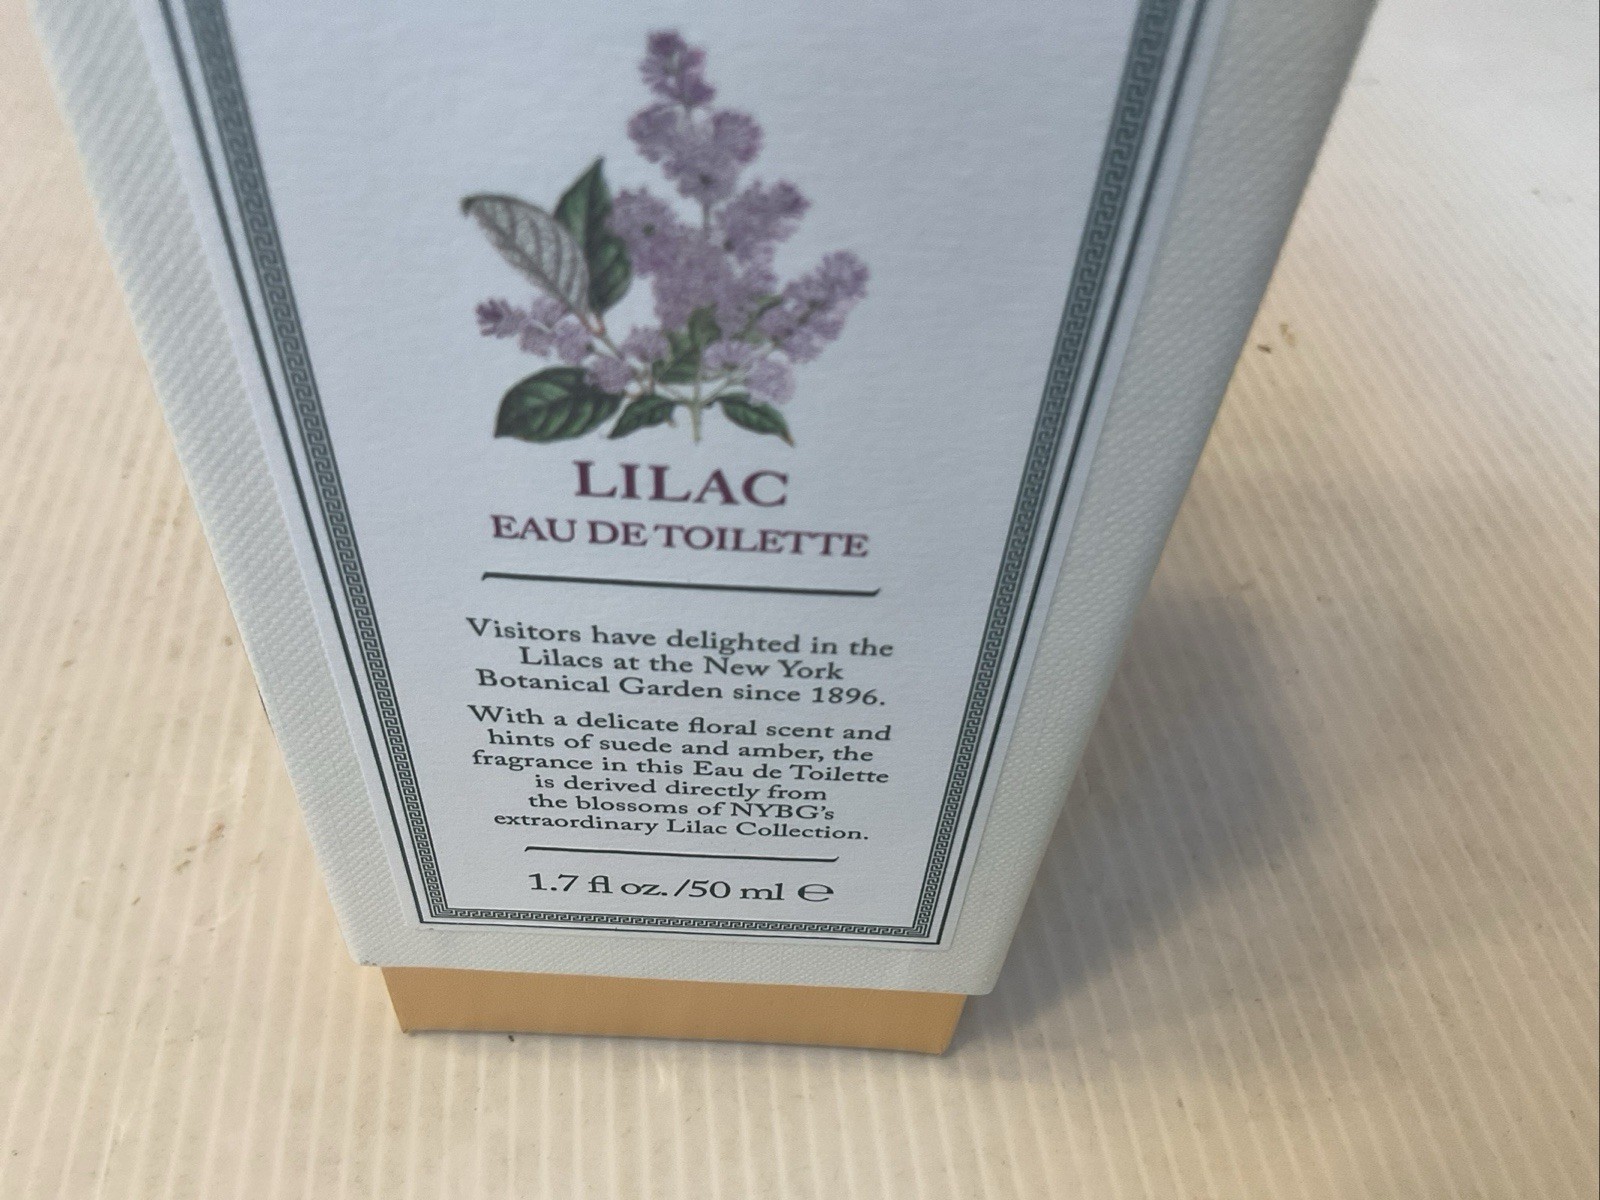 LILAC
EAU DE TOILETTE
Visitors have delighted in the
Lilacs at the New York
Botanical Garden since 1896.
With a delicate floral scent and
hints of suede and amber, the
fragrance in this Eau de Toilette
is derived directly from
the blossoms of NYBG's
extraordinary Lilac Collection.
1.7 fl oz./50 ml ℮